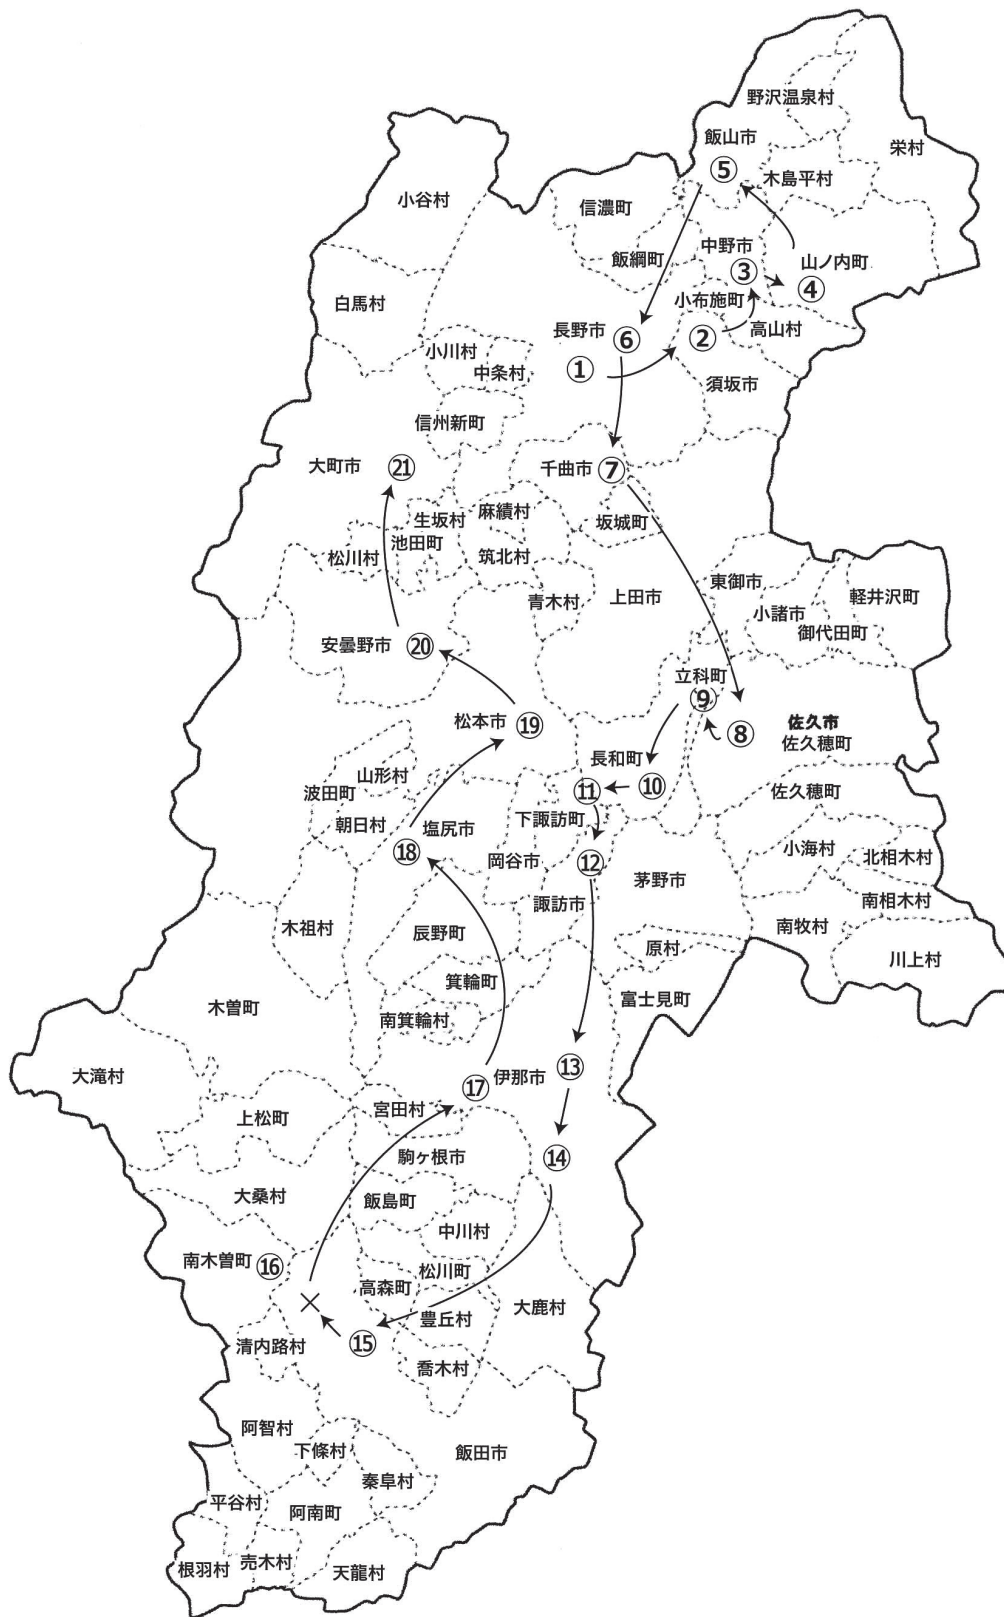 野沢温泉村
飯山市
⑤
栄村
木島平村
小谷村
信濃町
中野市
③
飯綱町
山ノ内町
④
白馬村
小布施町
②
高山村
長野市
⑥
①
小川村
中条村
須坂市
信州新町
大町市
㉑
千曲市
⑦
生坂村
麻績村
坂城町
池田町
松川村
筑北村
東御市
軽井沢町
青木村
上田市
小諸市
御代田町
安曇野市
⑳
立科町
⑨
松本市
⑲
佐久市
⑧
佐久穂町
長和町
⑩
山形村
波田町
⑪
佐久穂町
朝日村
塩尻市
下諏訪町
⑱
岡谷市
⑫
小海村
北相木村
茅野市
諏訪市
南相木村
木祖村
辰野町
南牧村
原村
川上村
箕輪町
木曽町
南箕輪村
富士見町
大滝村
伊那市
⑬
⑰
上松町
宮田村
駒ヶ根市
⑭
大桑村
飯島町
中川村
南木曽町
⑯
松川町
高森町
×
大鹿村
豊丘村
清内路村
⑮
喬木村
阿智村
下條村
飯田市
秦阜村
平谷村
阿南町
売木村
根羽村
天龍村